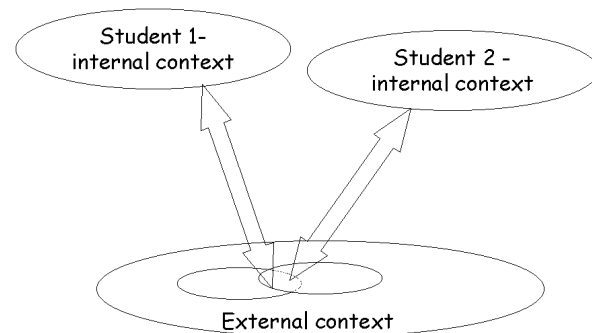 Student 1-
internal context
Student 2 -
internal context
External context